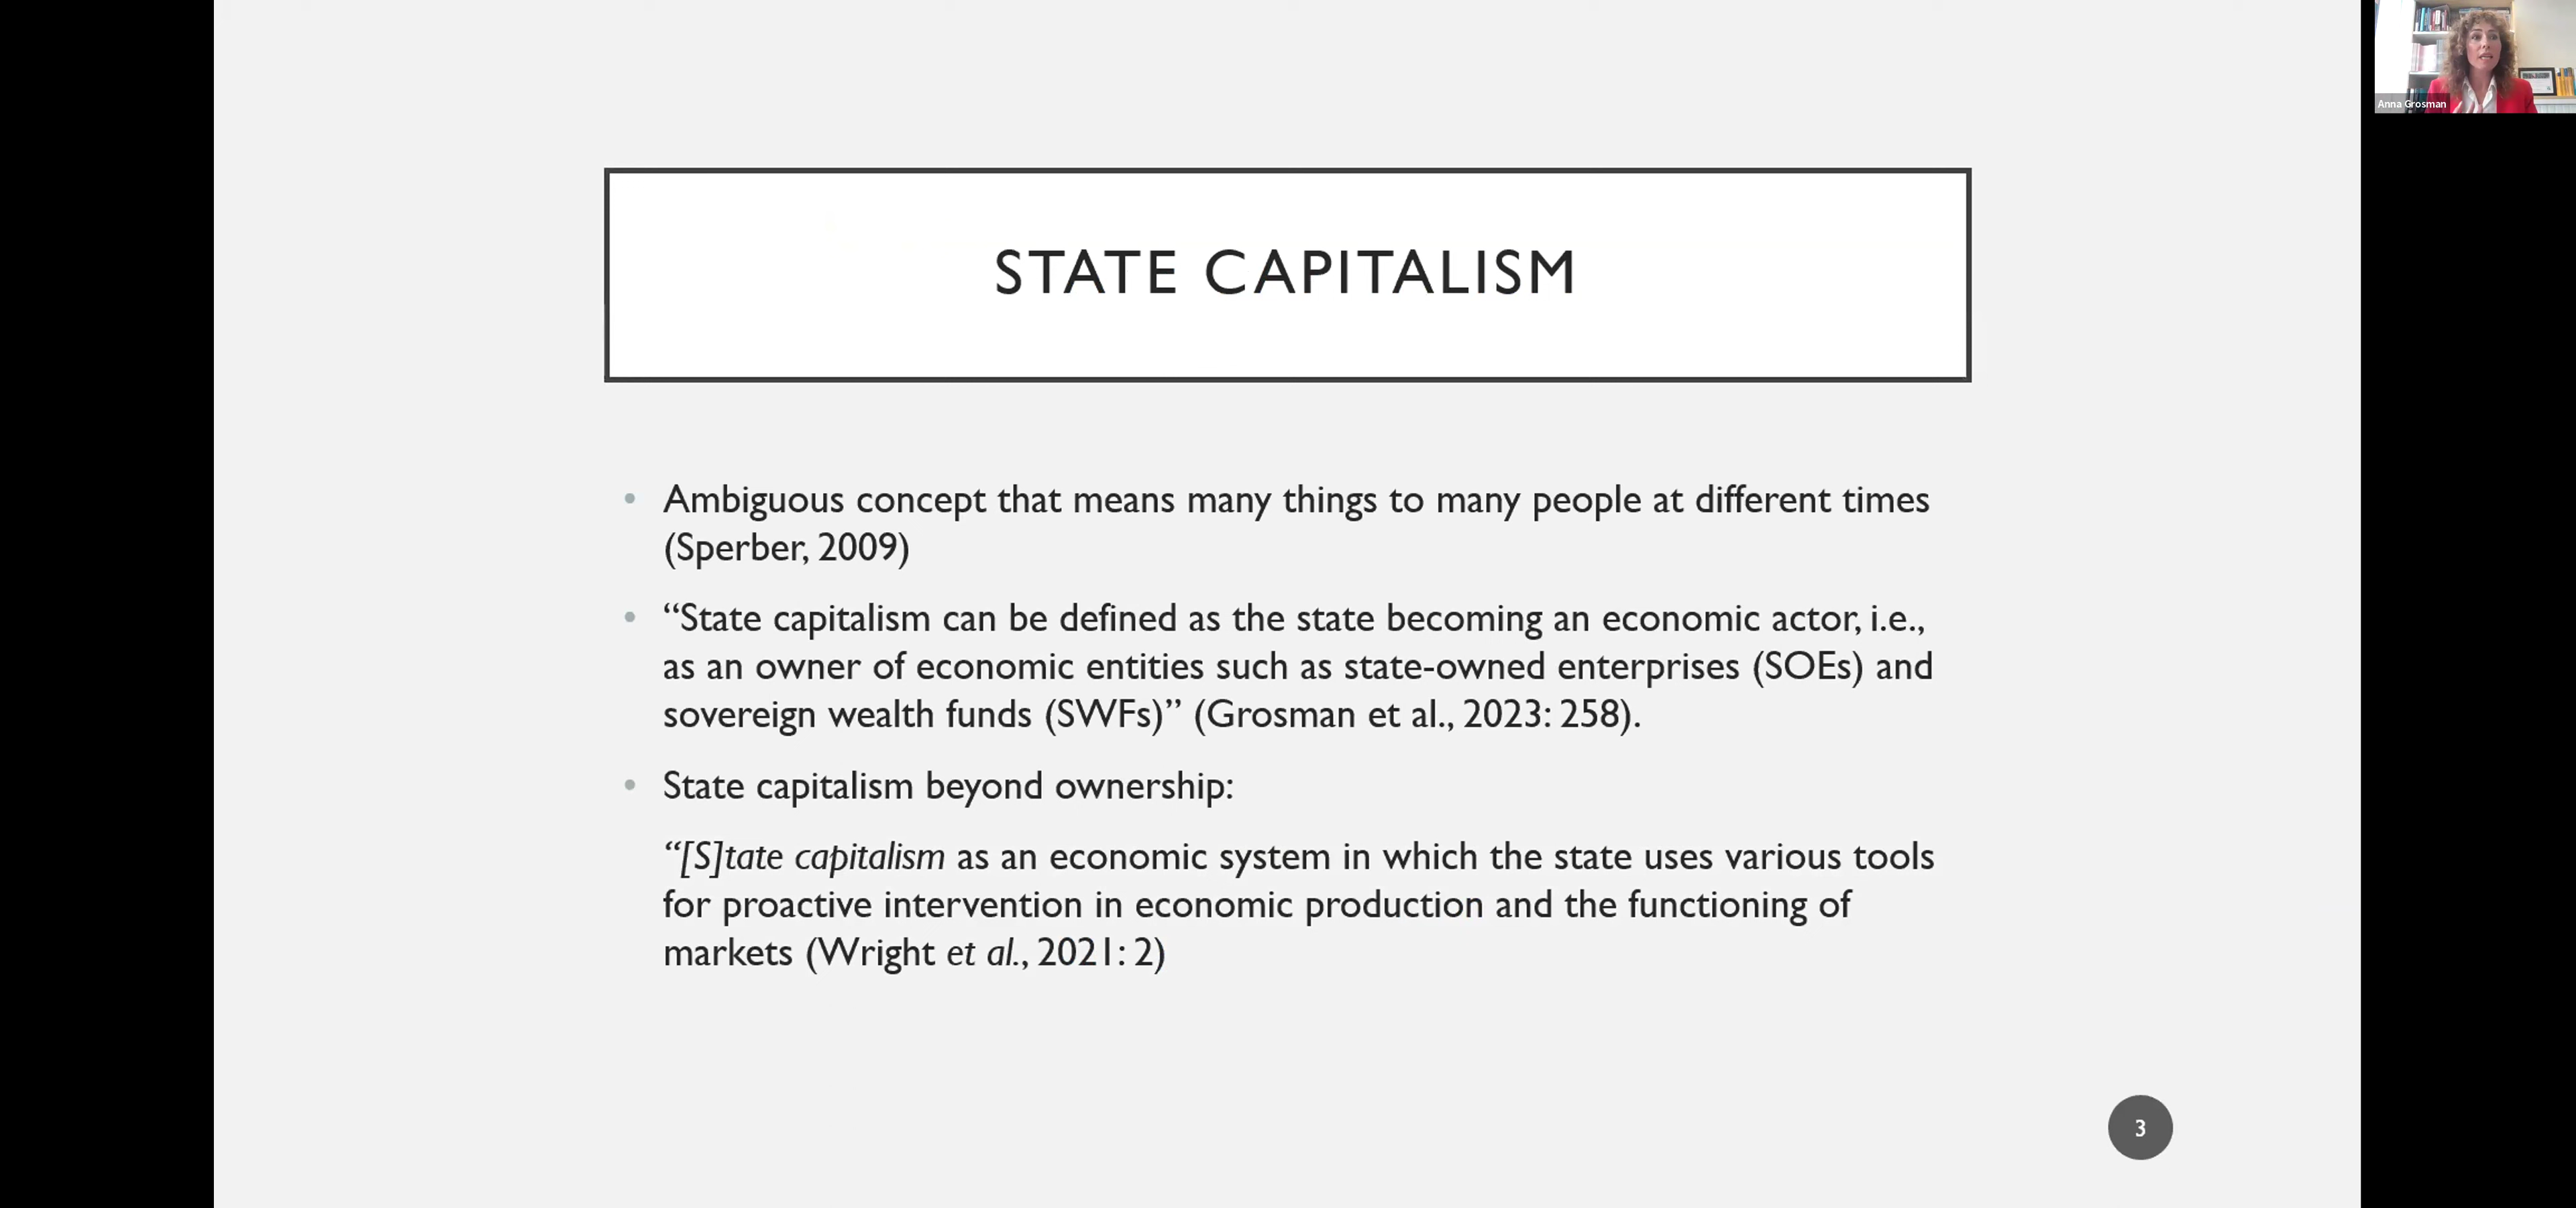 Anna Grosman
STATE CAPITALISM
• Ambiguous concept that means many things to many people at different times
(Sperber, 2009)
• “State capitalism can be defined as the state becoming an economic actor, i.e.,
as an owner of economic entities such as state-owned enterprises (SOEs) and
sovereign wealth funds (SWFs)” (Grosman et al., 2023: 258).
• State capitalism beyond ownership:
“[S]tate capitalism as an economic system in which the state uses various tools
for proactive intervention in economic production and the functioning of
markets (Wright et al., 2021: 2)
3